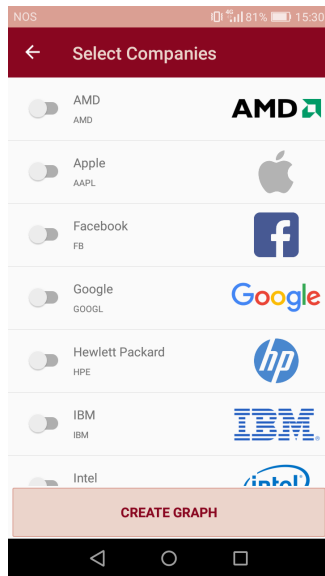 NOS 4G 81% 15:30
Select Companies
AMD
AMD
AMD
Apple
AAPL
Facebook
FB
f
Google
GOOGL
Google
Hewlett Packard
HPE
hp
IBM
IBM
IBM
Intel
intel
CREATE GRAPH